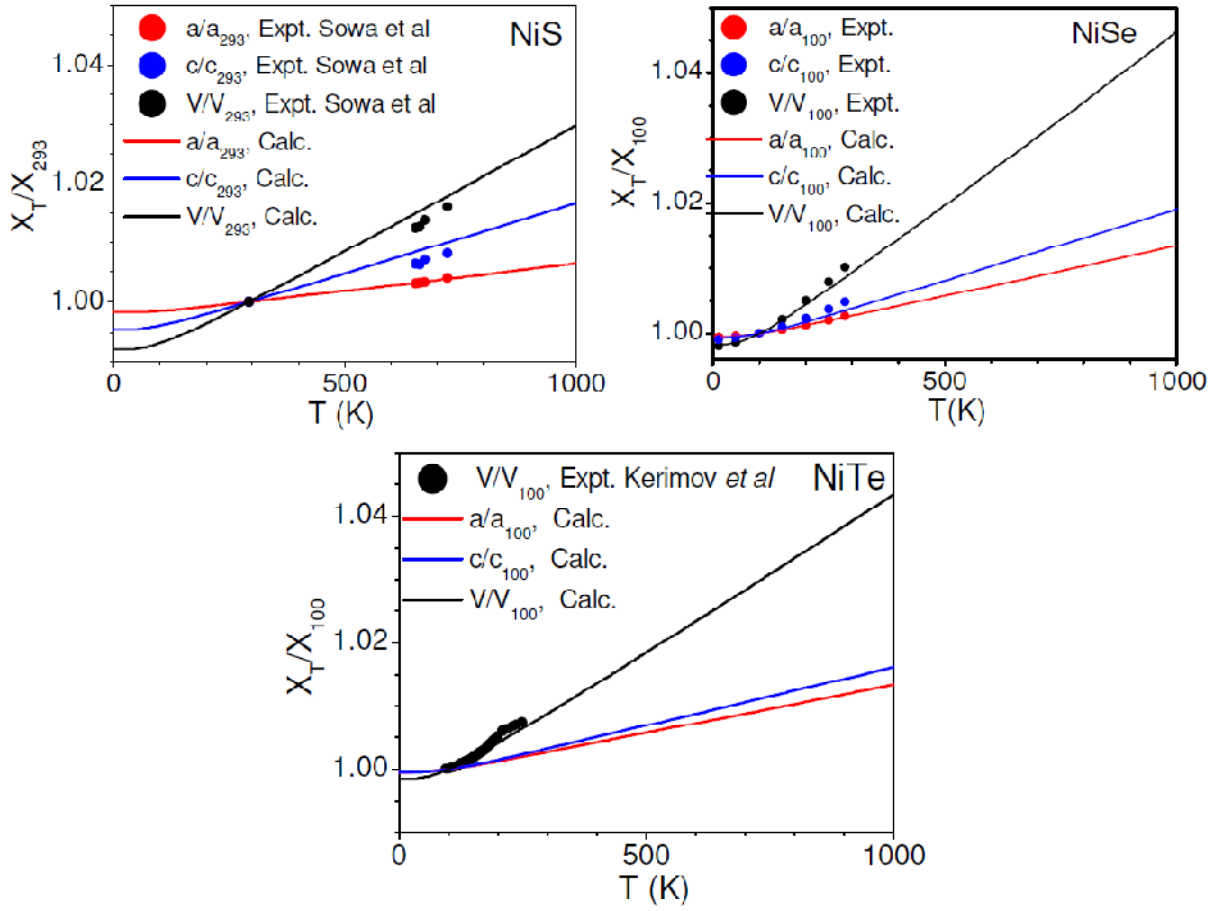 a/a293, Expt. Sowa et al
NiS
c/c293, Expt. Sowa et al
V/V293, Expt. Sowa et al
a/a293, Calc.
c/c293, Calc.
V/V293, Calc.
1.04
1.02
1.00
XT/X293
0
500
1000
T (K)
a/a100, Expt.
NiSe
c/c100, Expt.
V/V100, Expt.
a/a100, Calc.
c/c100, Calc.
V/V100, Calc.
1.04
1.02
1.00
XT/X100
0
500
1000
T(K)
V/V100, Expt. Kerimov et al
NiTe
a/a100, Calc.
c/c100, Calc.
V/V100, Calc.
1.04
1.02
1.00
XT/X100
0
500
1000
T (K)